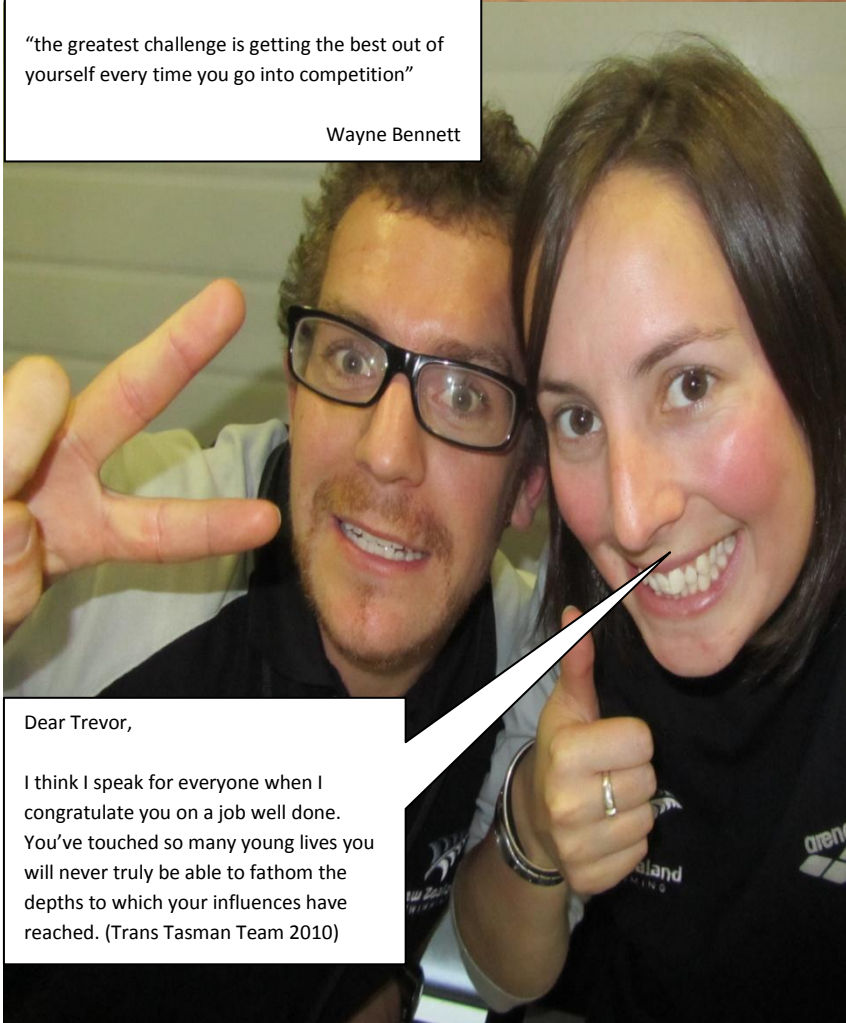 “the greatest challenge is getting the best out of
yourself every time you go into competition”
Wayne Bennett
Dear Trevor,
I think I speak for everyone when I
congratulate you on a job well done.
You’ve touched so many young lives you
will never truly be able to fathom the
depths to which your influences have
reached. (Trans Tasman Team 2010)
aland
MING
arena